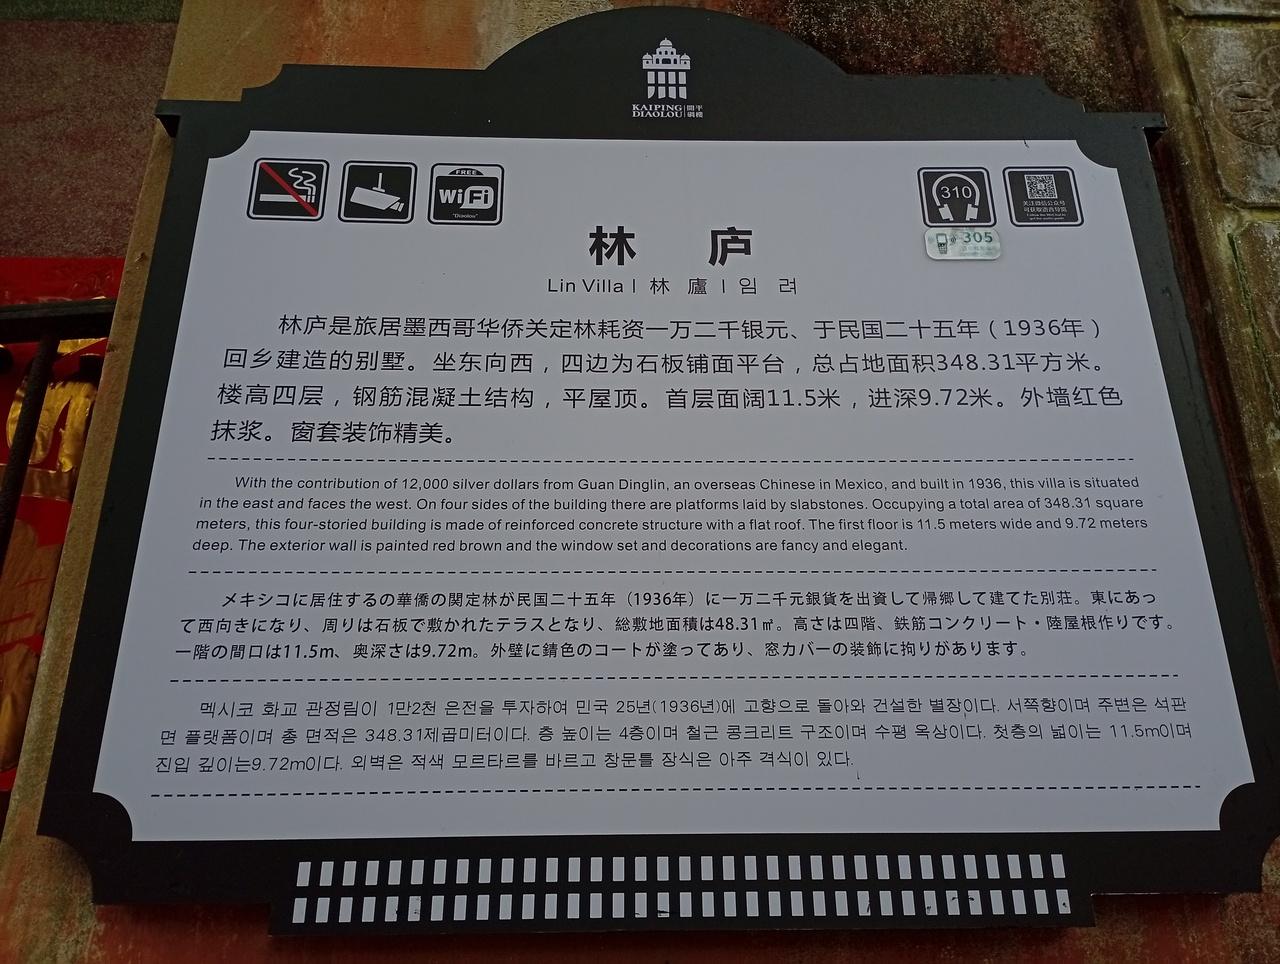 KAIPING
DIAOLOU
開平
碉樓
FREE
WiFi
"Diaolou"
310
关注微信公众号
可获取语音导览
305
林 庐
Lin Villa | 林 廬 | 임 려
林庐是旅居墨西哥华侨关定林耗资一万二千银元、于民国二十五年（1936年）
回乡建造的别墅。坐东向西，四边为石板铺面平台，总占地面积348.31平方米。
楼高四层，钢筋混凝土结构，平屋顶。首层面阔11.5米，进深9.72米。外墙红色
抹浆。窗套装饰精美。
With the contribution of 12,000 silver dollars from Guan Dinglin, an overseas Chinese in Mexico, and built in 1936, this villa is situated
in the east and faces the west. On four sides of the building there are platforms laid by slabstones. Occupying a total area of 348.31 square
meters, this four-storied building is made of reinforced concrete structure with a flat roof. The first floor is 11.5 meters wide and 9.72 meters
deep. The exterior wall is painted red brown and the window set and decorations are fancy and elegant.
メキシコに居住するの華僑の関定林が民国二十五年（1936年）に一万二千元銀貨を出資して帰郷して建てた別荘。東にあっ
て西向きになり、周りは石板で敷かれたテラスとなり、総敷地面積は48.31㎡。高さは四階、鉄筋コンクリート・陸屋根作りです。
一階の間口は11.5m、奥深さは9.72m。外壁に錆色のコートが塗ってあり、窓カバーの装飾に拘りがあります。
멕시코 화교 관정림이 1만2천 은전을 투자하여 민국 25년(1936년)에 고향으로 돌아와 건설한 별장이다. 서쪽향이며 주변은 석판
면 플랫폼이며 총 면적은 348.31제곱미터이다. 층 높이는 4층이며 철근 콩크리트 구조이며 수평 옥상이다. 첫층의 넓이는 11.5m이며
진입 깊이는9.72m이다. 외벽은 적색 모르타르를 바르고 창문틀 장식은 아주 격식이 있다.